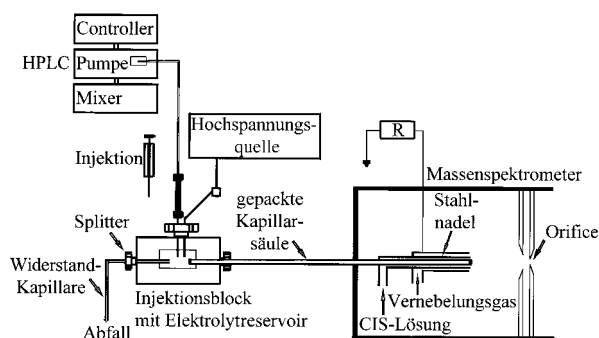 Controller
HPLC
Pumpe
Mixer
Hochspannungs-
quelle
R
Injektion
Massenspektrometer
gepackte
Kapillar-
säule
Stahl-
nadel
Splitter
Orifice
Widerstand-
Kapillare
Injektionsblock
mit Elektrolytreservoir
Vernebelungsgas
CIS-Lösung
Abfall